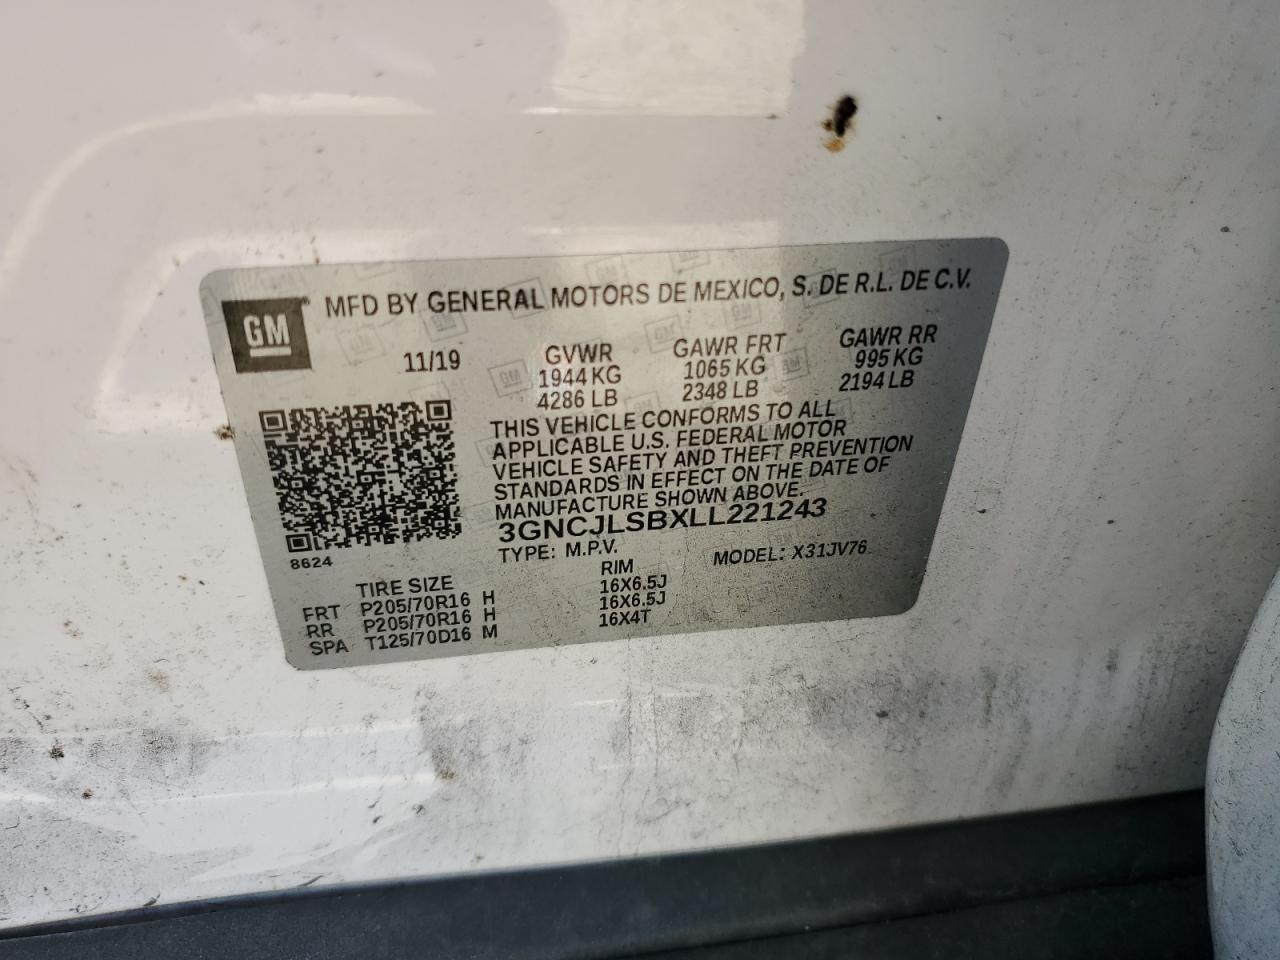 GM® MFD BY GENERAL MOTORS DE MEXICO, S. DE R.L. DE C.V.
11/19 GVWR GAWR FRT GAWR RR
1944 KG 1065 KG 995 KG
4286 LB 2348 LB 2194 LB
THIS VEHICLE CONFORMS TO ALL
APPLICABLE U.S. FEDERAL MOTOR
VEHICLE SAFETY AND THEFT PREVENTION
STANDARDS IN EFFECT ON THE DATE OF
MANUFACTURE SHOWN ABOVE.
3GNCJLSBXLL221243
8624 TYPE: M.P.V. MODEL: X31JV76
TIRE SIZE RIM
FRT P205/70R16 H 16X6.5J
RR P205/70R16 H 16X6.5J
SPA T125/70D16 M 16X4T